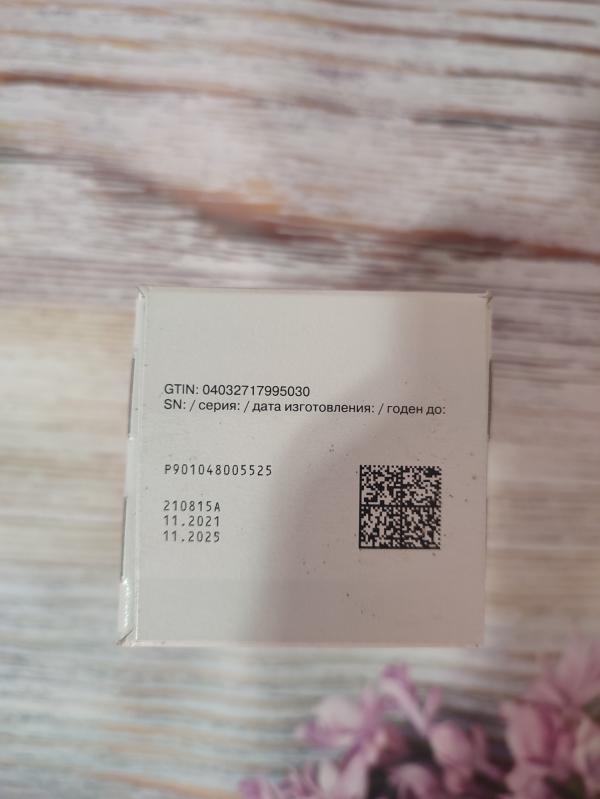 GTIN: 04032717995030
SN: / серия: / дата изготовления: / годен до:
P901048005525
210815A
11.2021
11.2025